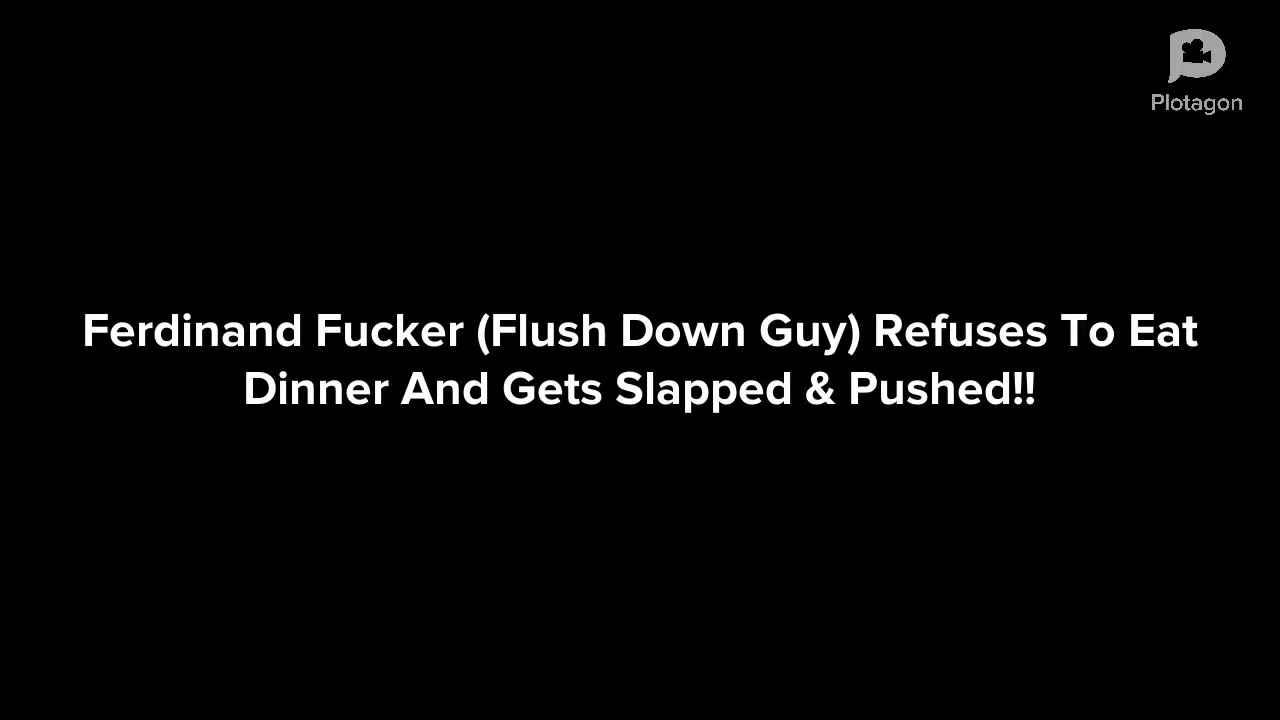 Plotagon
Ferdinand Fucker (Flush Down Guy) Refuses To Eat
Dinner And Gets Slapped & Pushed!!